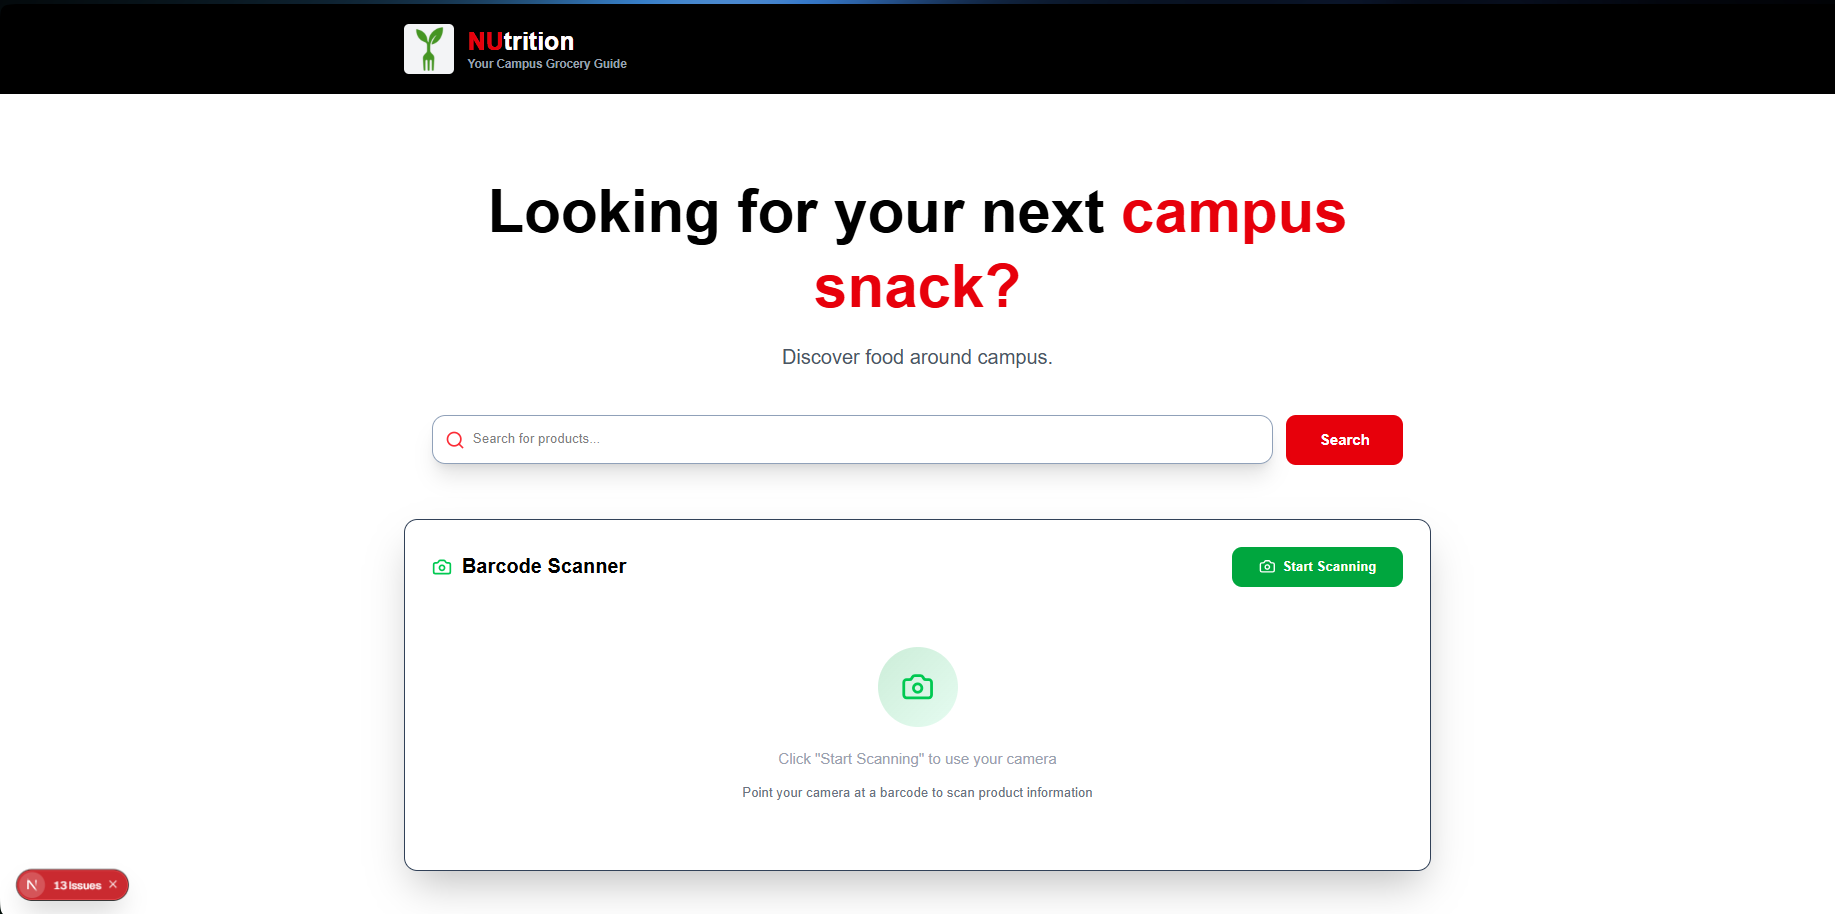 NUtrition
Your Campus Grocery Guide
Looking for your next campus
snack?
Discover food around campus.
Search for products...
Search
Barcode Scanner
Start Scanning
Click "Start Scanning" to use your camera
Point your camera at a barcode to scan product information
N
13 Issues